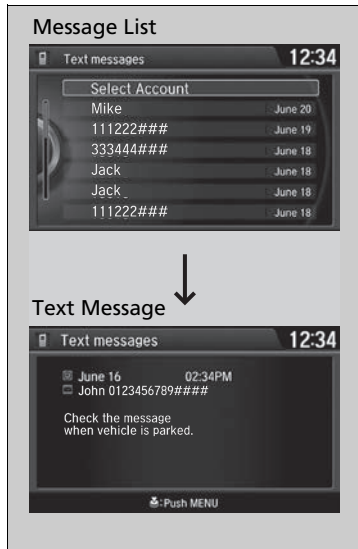 Message List
Text messages 12:34
Select Account
Mike June 20
111222### June 19
333444### June 18
Jack June 18
Jack June 18
111222### June 18
Text Message
Text messages 12:34
June 16 02:34PM
John 0123456789####
Check the message
when vehicle is parked.
:Push MENU